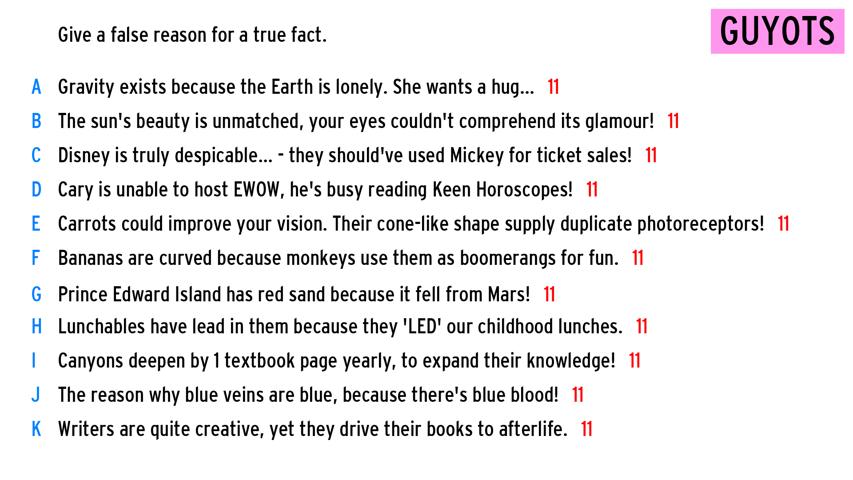 Give a false reason for a true fact.
GUYOTS
A Gravity exists because the Earth is lonely. She wants a hug... 11
B The sun's beauty is unmatched, your eyes couldn't comprehend its glamour! 11
C Disney is truly despicable... - they should've used Mickey for ticket sales! 11
D Cary is unable to host EWOW, he's busy reading Keen Horoscopes! 11
E Carrots could improve your vision. Their cone-like shape supply duplicate photoreceptors! 11
F Bananas are curved because monkeys use them as boomerangs for fun. 11
G Prince Edward Island has red sand because it fell from Mars! 11
H Lunchables have lead in them because they 'LED' our childhood lunches. 11
I Canyons deepen by 1 textbook page yearly, to expand their knowledge! 11
J The reason why blue veins are blue, because there's blue blood! 11
K Writers are quite creative, yet they drive their books to afterlife. 11